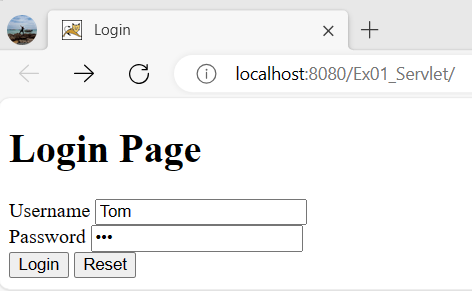 Login
localhost:8080/Ex01_Servlet/
Login Page
Username Tom
Password •••
Login Reset